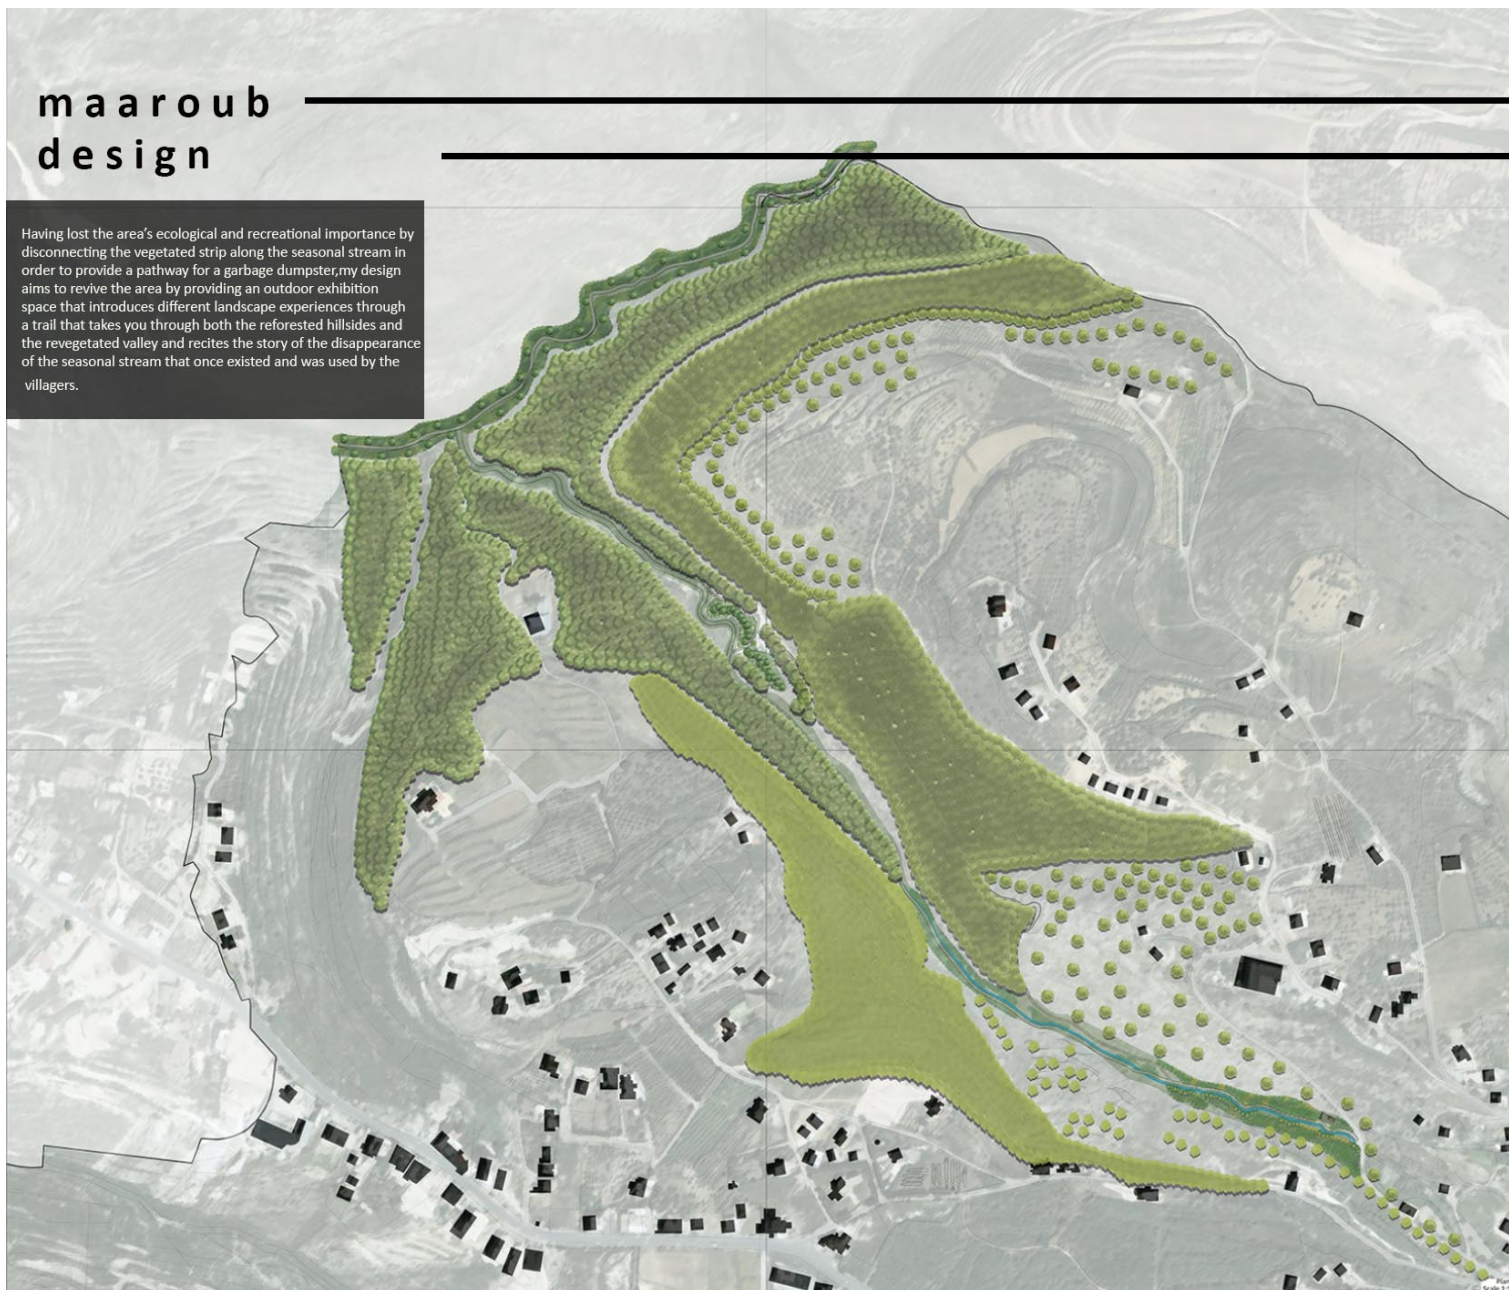 maaroub
design
Having lost the area's ecological and recreational importance by
disconnecting the vegetated strip along the seasonal stream in
order to provide a pathway for a garbage dumpster,my design
aims to revive the area by providing an outdoor exhibition
space that introduces different landscape experiences through
a trail that takes you through both the reforested hillsides and
the revegetated valley and recites the story of the disappearance
of the seasonal stream that once existed and was used by the
villagers.